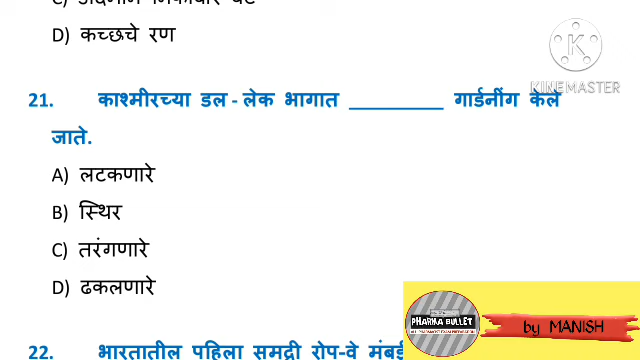 D) कच्छचे रण
KINEMASTER
21. काश्मीरच्या डल - लेक भागात __________ गार्डनींग केले
जाते.
A) लटकणारे
B) स्थिर
C) तरंगणारे
D) ढकलणारे
PHARMA BULLET
by MANISH
22. भारतातील पहिला समुद्री रोप-वे मुंबई